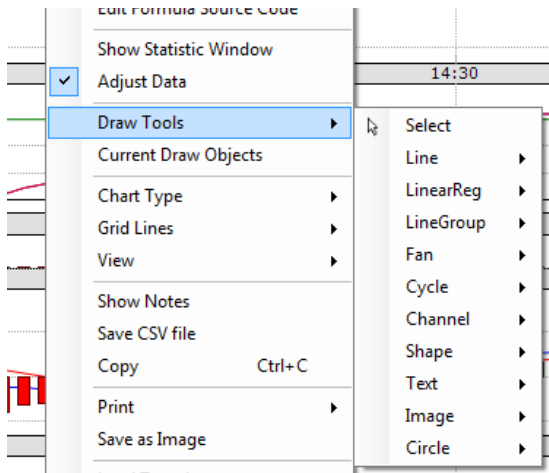 Edit Formula Source Code
Show Statistic Window
Adjust Data
14:30
Draw Tools
Current Draw Objects
Chart Type
Grid Lines
View
Show Notes
Save CSV file
Copy Ctrl+C
Print
Save as Image
Select
Line
LinearReg
LineGroup
Fan
Cycle
Channel
Shape
Text
Image
Circle